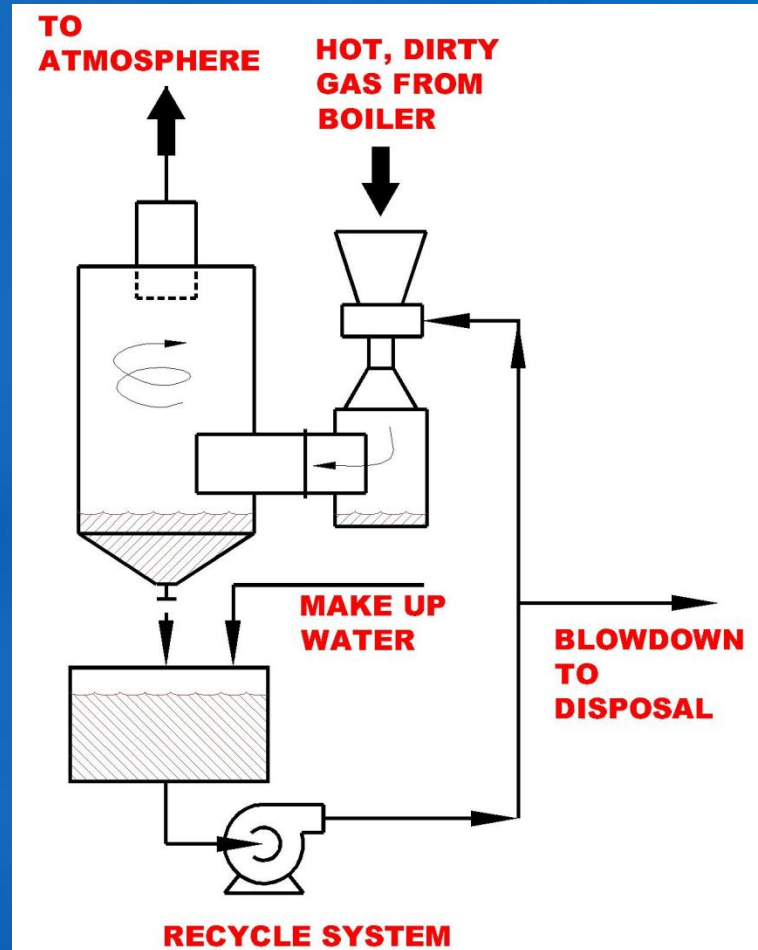 TO
ATMOSPHERE
HOT, DIRTY
GAS FROM
BOILER
MAKE UP
WATER
BLOWDOWN
TO
DISPOSAL
RECYCLE SYSTEM